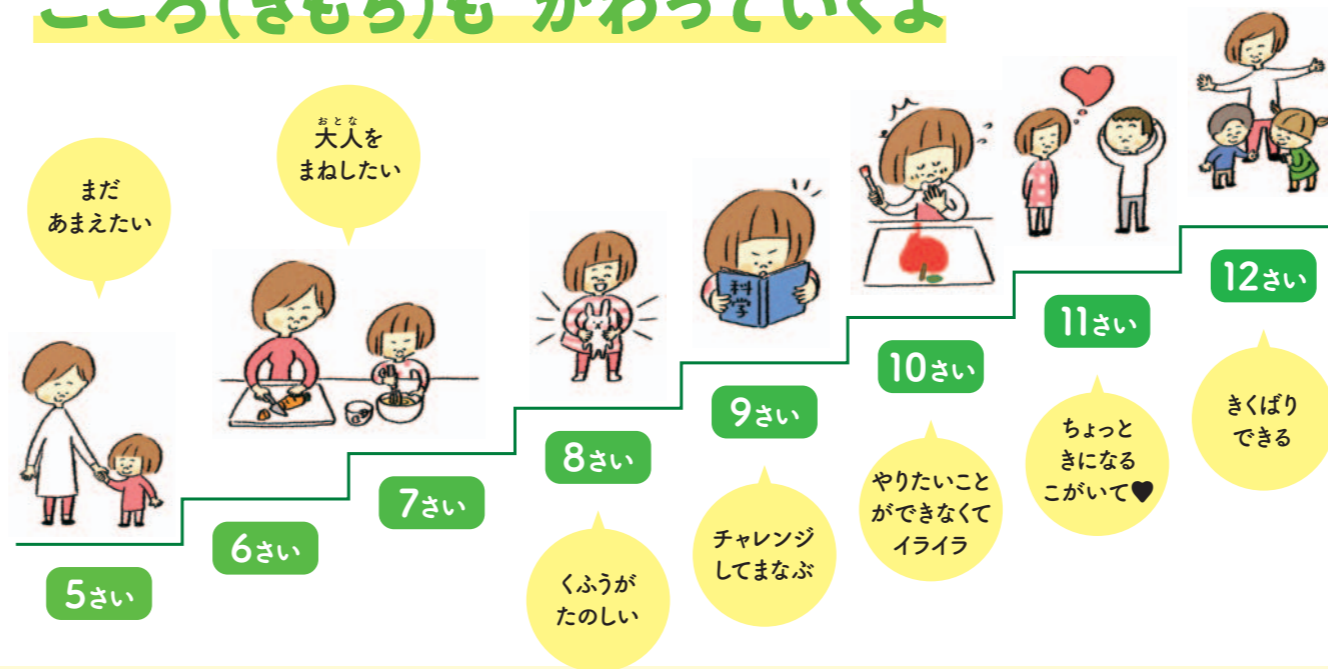 こころ(きもち)も かわっていくよ
まだ
あまえたい
おとな
大人を
まねしたい
科学
5さい
6さい
7さい
8さい
9さい
10さい
11さい
12さい
くふうが
たのしい
チャレンジ
してまなぶ
やりたいこと
ができなくて
イライラ
ちょっと
きになる
こがいて♥
きくばり
できる